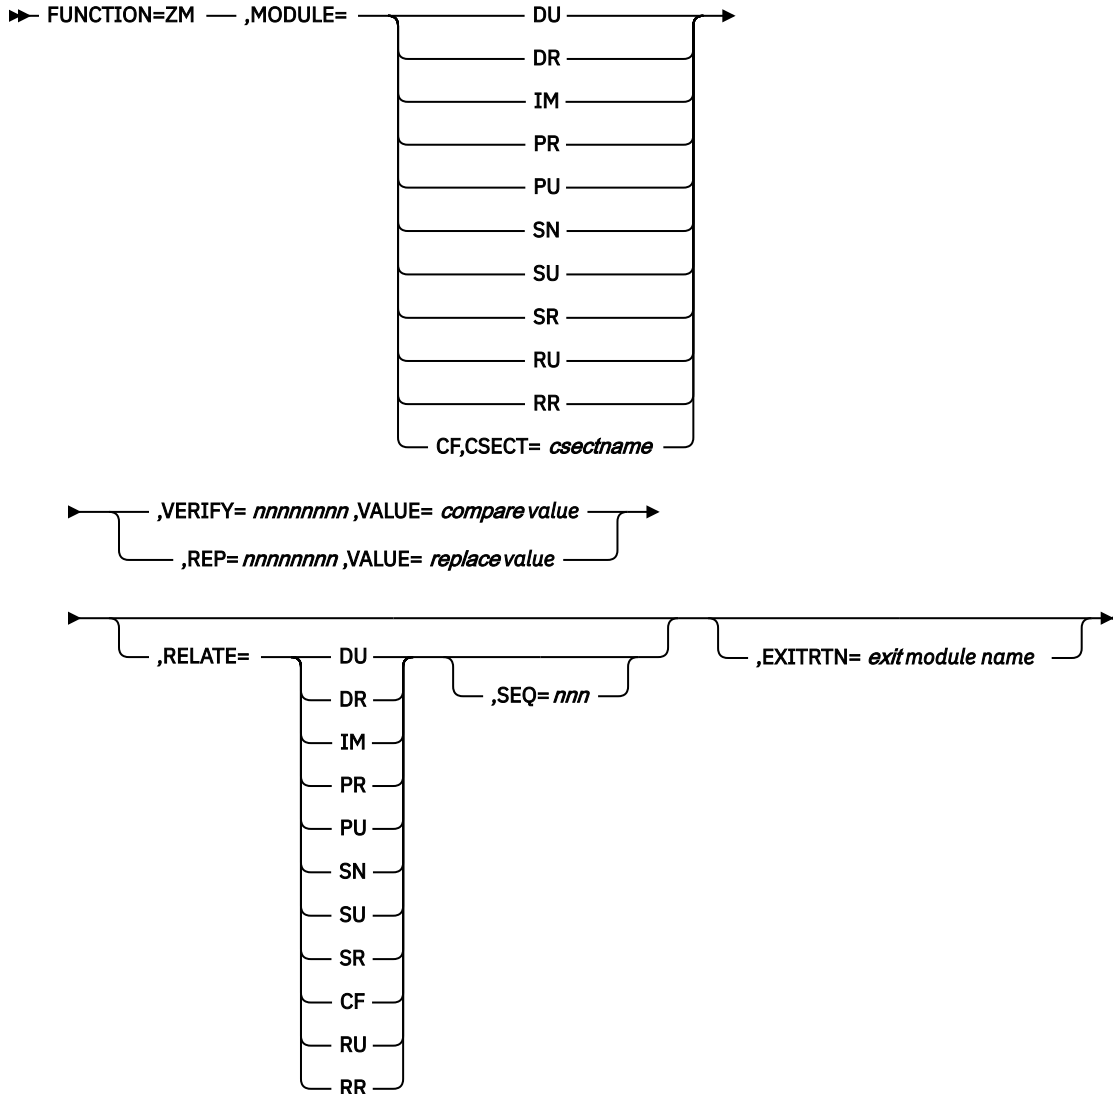 FUNCTION=ZM ,MODULE= DU
DR
IM
PR
PU
SN
SU
SR
RU
RR
CF,CSECT= csectname
,VERIFY= nnnnnnnn ,VALUE= compare value
,REP= nnnnnnnn ,VALUE= replace value
,RELATE= DU ,EXITRTN= exit module name
DR ,SEQ= nnn
IM
PR
PU
SN
SU
SR
CF
RU
RR